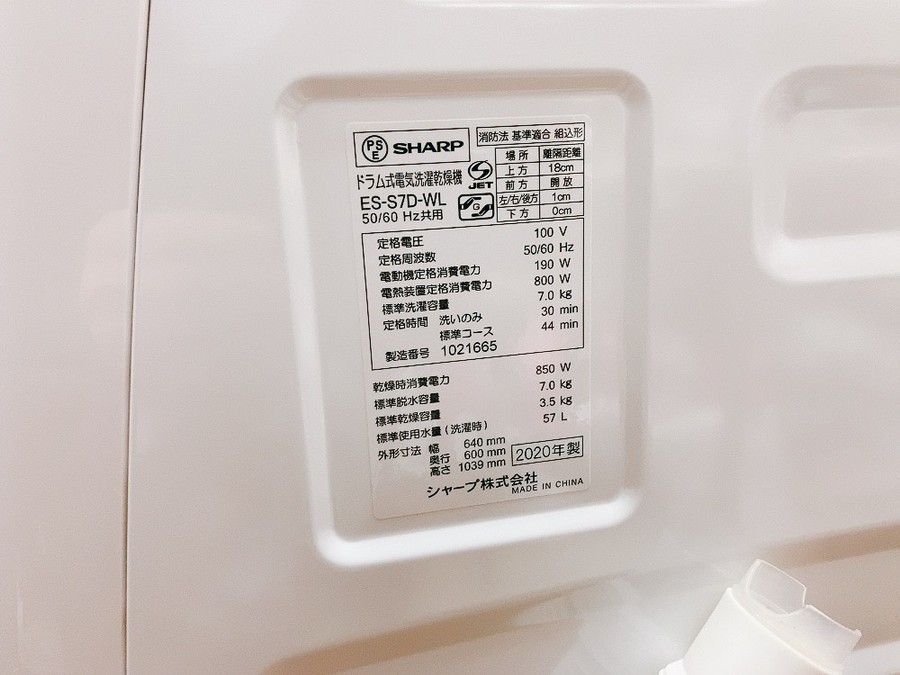 PS
E
SHARP
消防法 基準適合 組込形
場所 離隔距離
上方 18cm
前方 開放
左/右/後方 1cm
下方 0cm
ドラム式電気洗濯乾燥機
S
JET
ES-S7D-WL
G
50/60 Hz共用
定格電圧 100 V
定格周波数 50/60 Hz
電動機定格消費電力 190 W
電熱装置定格消費電力 800 W
標準洗濯容量 7.0 kg
定格時間 洗いのみ 30 min
標準コース 44 min
製造番号 1021665
乾燥時消費電力 850 W
標準脱水容量 7.0 kg
標準乾燥容量 3.5 kg
標準使用水量(洗濯時) 57 L
外形寸法 幅 640 mm
奥行 600 mm
高さ 1039 mm
2020年製
シャープ株式会社
MADE IN CHINA